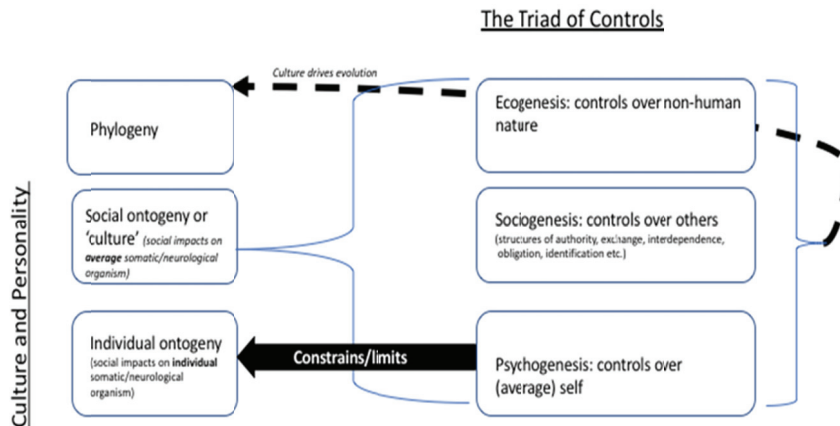 The Triad of Controls
Culture drives evolution
Phylogeny
Ecogenesis: controls over non-human
nature
Culture and Personality
Social ontogeny or
'culture' (social impacts on
average somatic/neurological
organism)
Sociogenesis: controls over others
(structures of authority, exchange, interdependence,
obligation, identification etc.)
Individual ontogeny
(social impacts on individual
somatic/neurological
organism)
Constrains/limits
Psychogenesis: controls over
(average) self